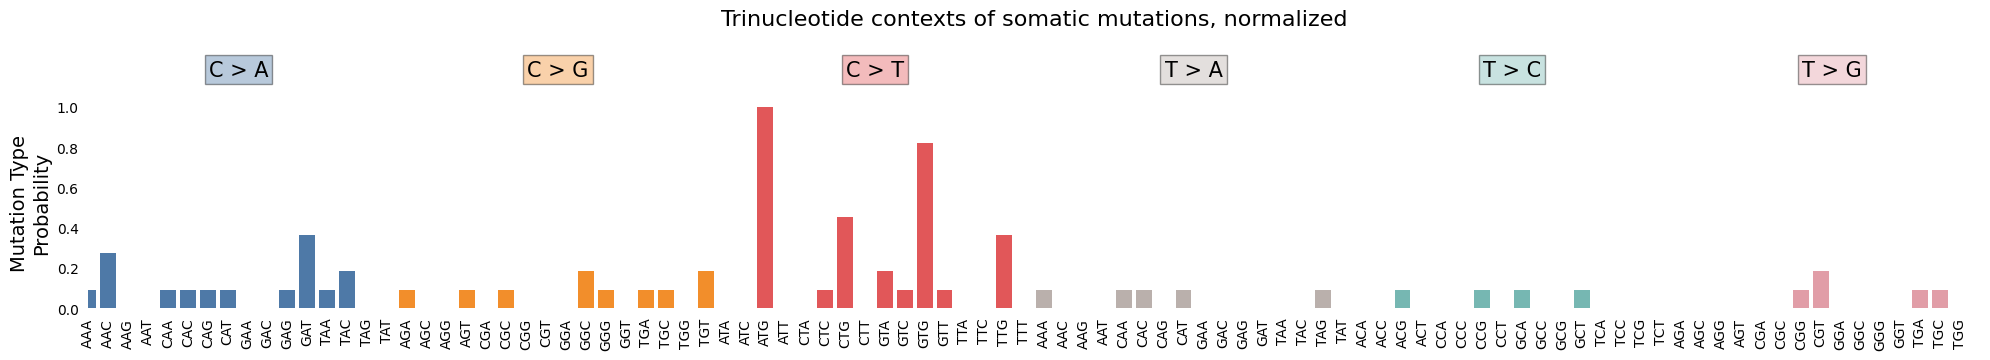 Trinucleotide contexts of somatic mutations, normalized
C > A C > G C > T T > A T > C T > G
Mutation Type
Probability
1.0
0.8
0.6
0.4
0.2
0.0
AAA AAC AAG AAT CAA CAC CAG CAT GAA GAC GAG GAT TAA TAC TAG TAT AGA AGC AGG AGT CGA CGC CGG CGT GGA GGC GGG GGT TGA TGC TGG TGT ATA ATC ATG ATT CTA CTC CTG CTT GTA GTC GTG GTT TTA TTC TTG TTT AAA AAC AAG AAT CAA CAC CAG CAT GAA GAC GAG GAT TAA TAC TAG TAT ACA ACC ACG ACT CCA CCC CCG CCT GCA GCC GCG GCT TCA TCC TCG TCT AGA AGC AGG AGT CGA CGC CGG CGT GGA GGC GGG GGT TGA TGC TGG